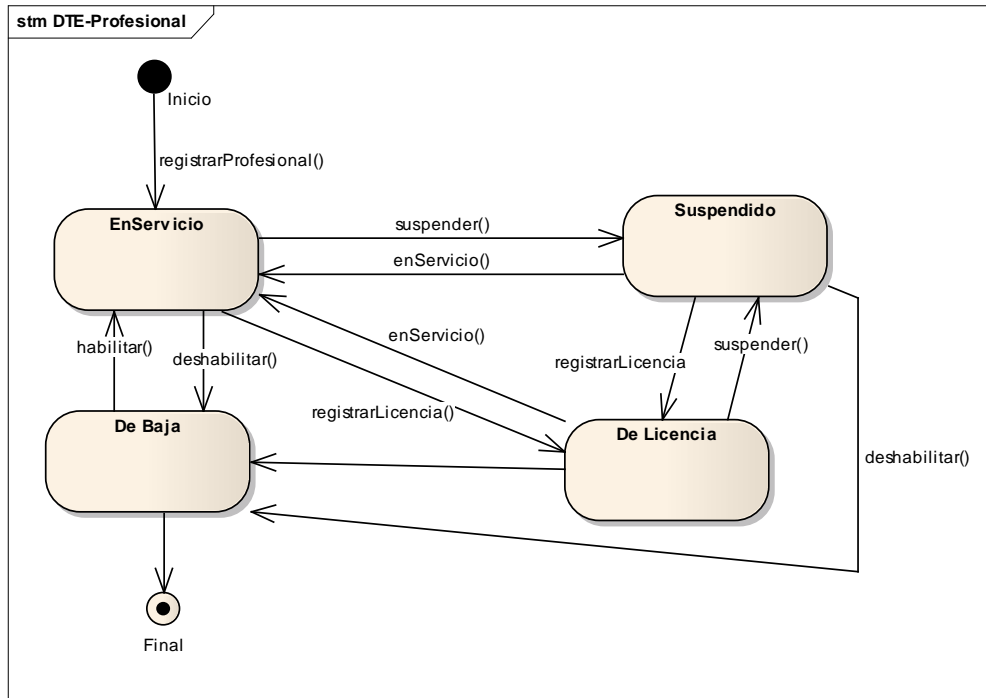 stm DTE-Profesional
Inicio
registrarProfesional()
EnServicio
Suspendido
suspender()
enServicio()
habilitar()
deshabilitar()
enServicio()
registrarLicencia()
registrarLicencia
suspender()
De Baja
De Licencia
deshabilitar()
Final